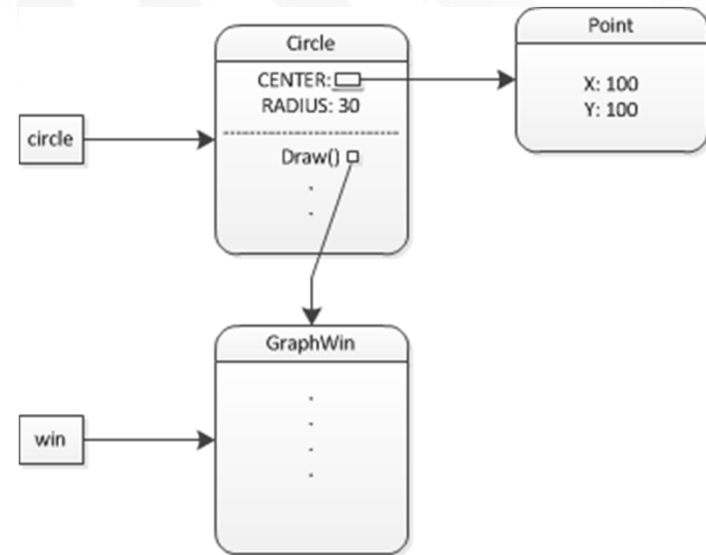 Circle
CENTER:
RADIUS: 30
Draw()
Point
X: 100
Y: 100
circle
GraphWin
win